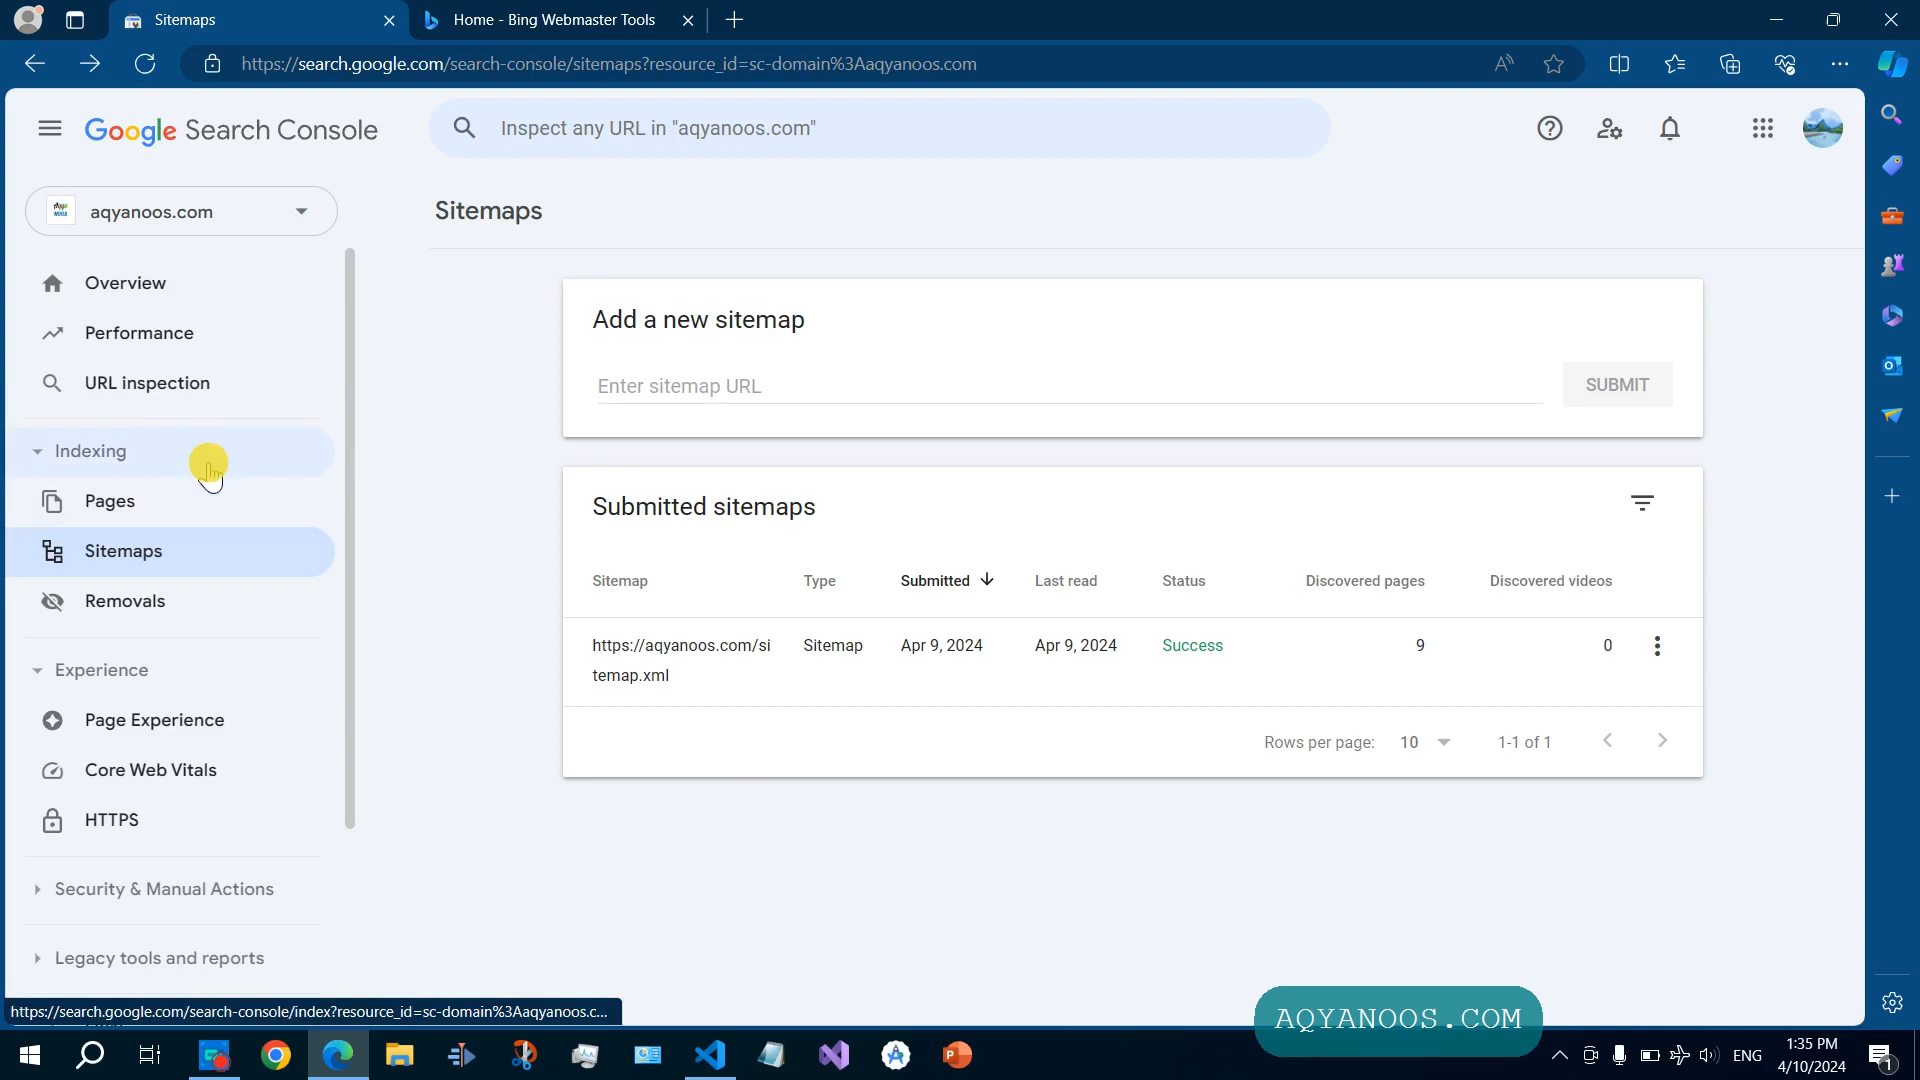 Sitemaps
Home - Bing Webmaster Tools
https://search.google.com/search-console/sitemaps?resource_id=sc-domain%3Aaqyanoos.com
Google Search Console
Inspect any URL in "aqyanoos.com"
aqyanoos.com
Sitemaps
Overview
Performance
URL inspection
Indexing
Pages
Sitemaps
Removals
Experience
Page Experience
Core Web Vitals
HTTPS
Security & Manual Actions
Legacy tools and reports
Add a new sitemap
Enter sitemap URL
SUBMIT
Submitted sitemaps
Sitemap Type Submitted Last read Status Discovered pages Discovered videos
https://aqyanoos.com/si Sitemap Apr 9, 2024 Apr 9, 2024 Success 9 0
temap.xml
Rows per page: 10 1-1 of 1
https://search.google.com/search-console/index?resource_id=sc-domain%3Aaqyanoos.c...
AQYANOOS.COM
ENG
1:35 PM
4/10/2024
1